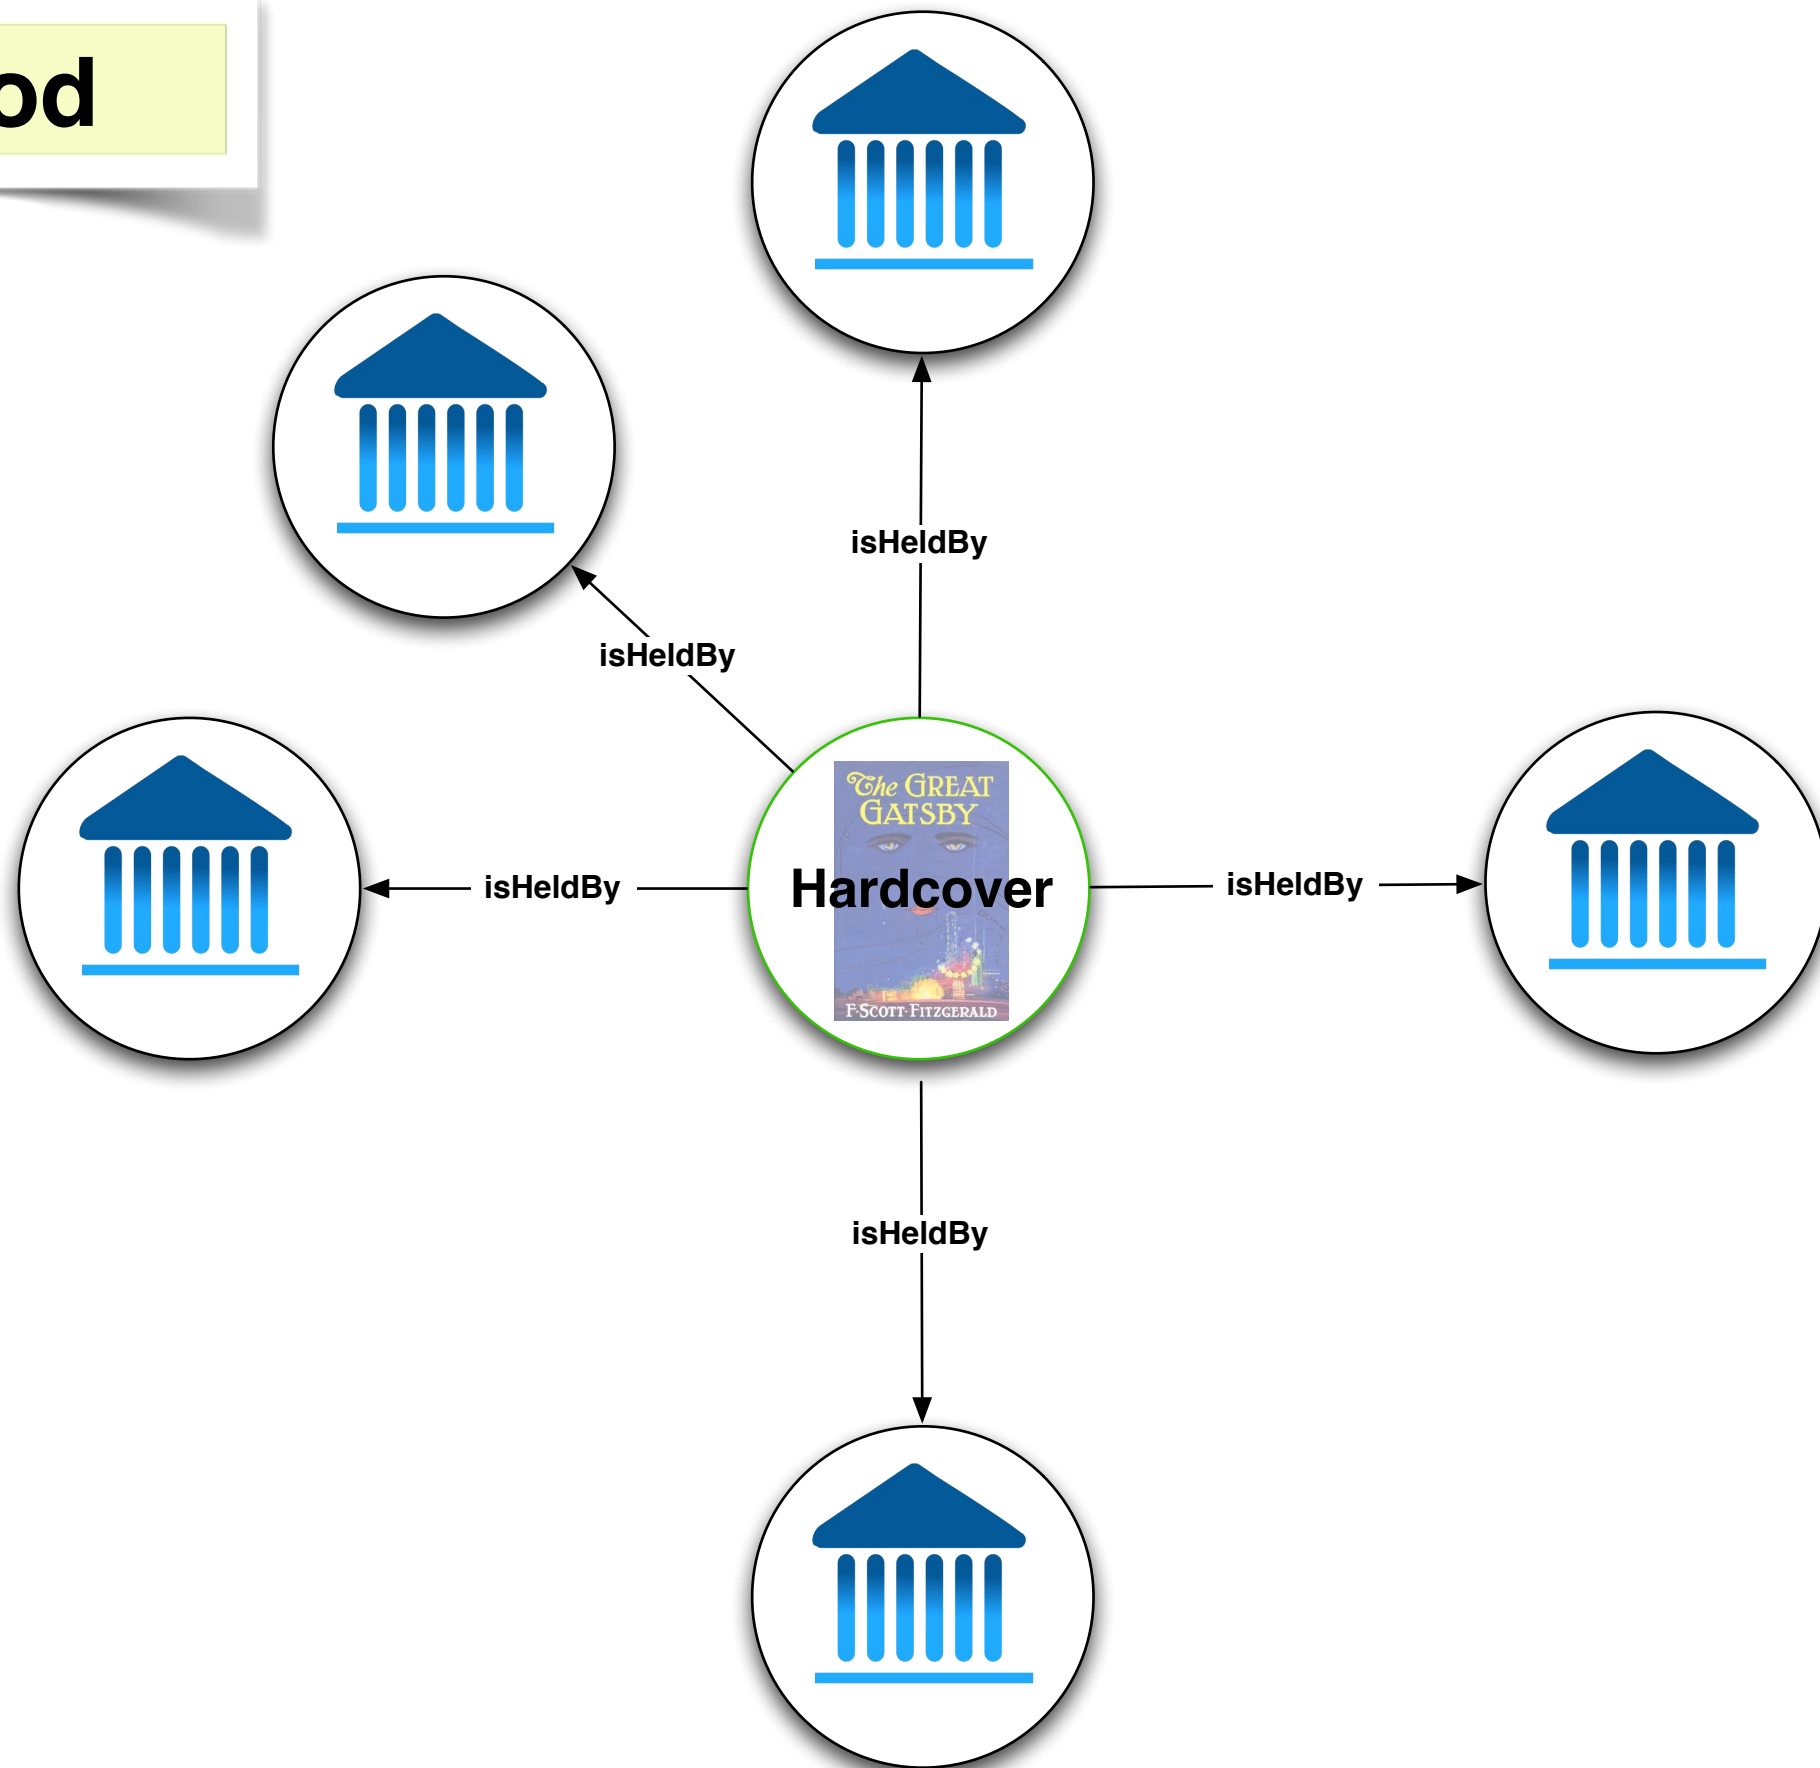 od
isHeldBy
isHeldBy
The GREAT
GATSBY
isHeldBy
Hardcover
isHeldBy
F·SCOTT·FITZGERALD
isHeldBy